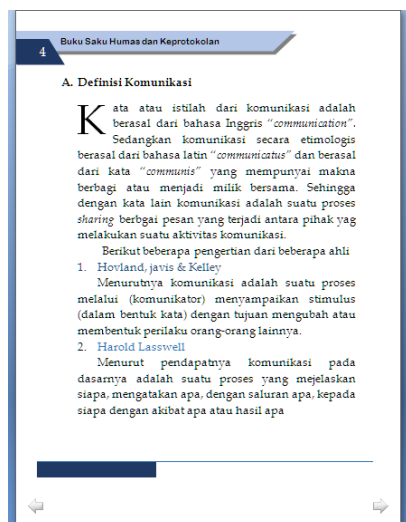 Buku Saku Humas dan Keprotokolan
4
A. Definisi Komunikasi
Kata atau istilah dari komunikasi adalah
berasal dari bahasa Inggris “communication”.
Sedangkan komunikasi secara etimologis
berasal dari bahasa latin “communicatus” dan berasal
dari kata “communis” yang mempunyai makna
berbagi atau menjadi milik bersama. Sehingga
dengan kata lain komunikasi adalah suatu proses
sharing berbgai pesan yang terjadi antara pihak yag
melakukan suatu aktivitas komunikasi.
Berikut beberapa pengertian dari beberapa ahli
1. Hovland, javis & Kelley
Menurutnya komunikasi adalah suatu proses
melalui (komunikator) menyampaikan stimulus
(dalam bentuk kata) dengan tujuan mengubah atau
membentuk perilaku orang-orang lainnya.
2. Harold Lasswell
Menurut pendapatnya komunikasi pada
dasarnya adalah suatu proses yang mejelaskan
siapa, mengatakan apa, dengan saluran apa, kepada
siapa dengan akibat apa atau hasil apa